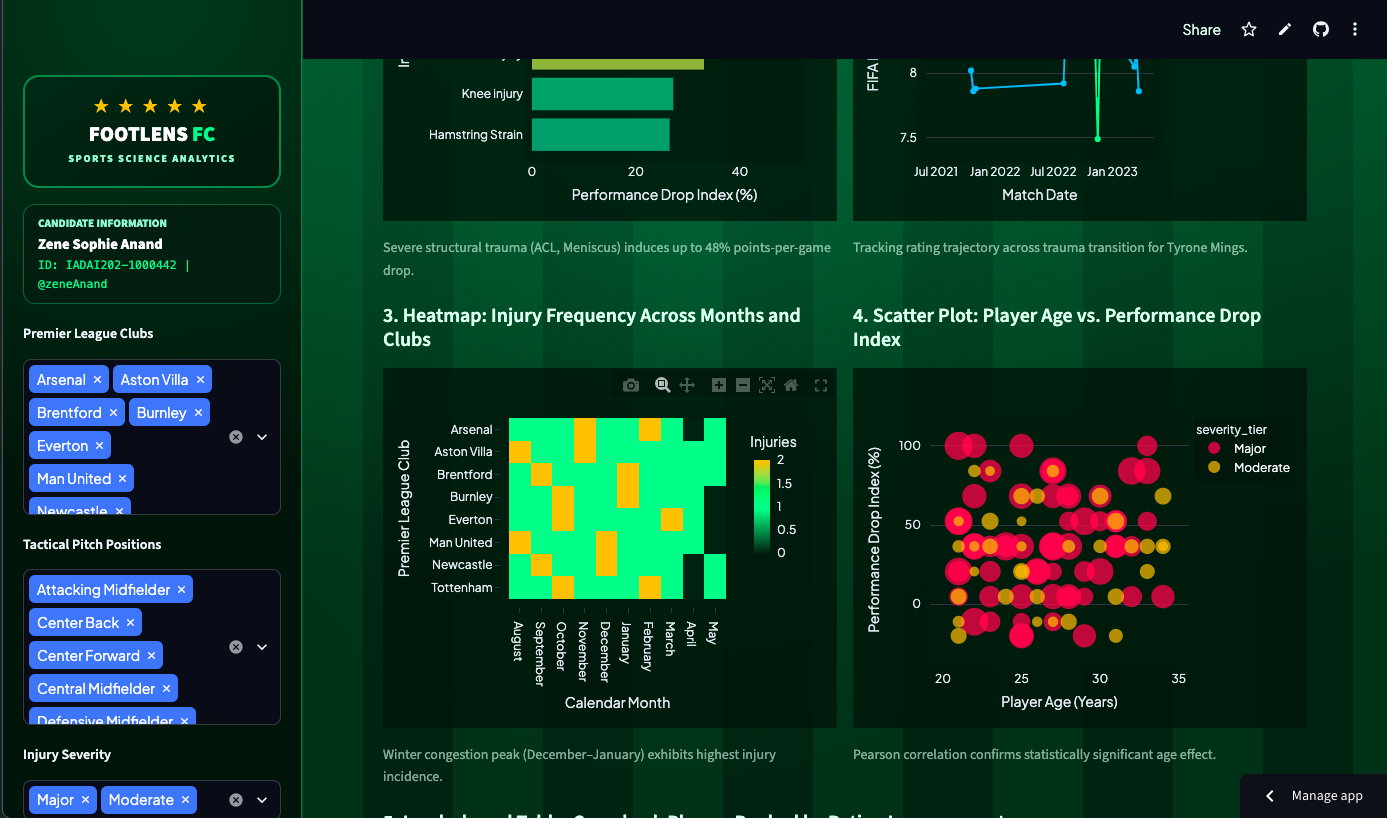 Share
★ ★ ★ ★ ★
FOOTLENS FC
SPORTS SCIENCE ANALYTICS
CANDIDATE INFORMATION
Zene Sophie Anand
ID: IADAI202-1000442 |
@zeneAnand
Premier League Clubs
Arsenal × Aston Villa ×
Brentford × Burnley ×
Everton ×
Man United ×
Newcastle ×
Tactical Pitch Positions
Attacking Midfielder ×
Center Back ×
Center Forward ×
Central Midfielder ×
Defensive Midfielder ×
Injury Severity
Major × Moderate ×
Knee injury
Hamstring Strain
0 20 40
Performance Drop Index (%)
Severe structural trauma (ACL, Meniscus) induces up to 48% points-per-game
drop.
FIFA
8
7.5
Jul 2021 Jan 2022 Jul 2022 Jan 2023
Match Date
Tracking rating trajectory across trauma transition for Tyrone Mings.
3. Heatmap: Injury Frequency Across Months and
Clubs
Premier League Club
Arsenal
Aston Villa
Brentford
Burnley
Everton
Man United
Newcastle
Tottenham
August
September
October
November
December
January
February
March
April
May
Calendar Month
Injuries
2
1.5
1
0.5
0
Winter congestion peak (December–January) exhibits highest injury
incidence.
4. Scatter Plot: Player Age vs. Performance Drop
Index
Performance Drop Index (%)
100
50
0
20 25 30 35
Player Age (Years)
severity_tier
Major
Moderate
Pearson correlation confirms statistically significant age effect.
Manage app